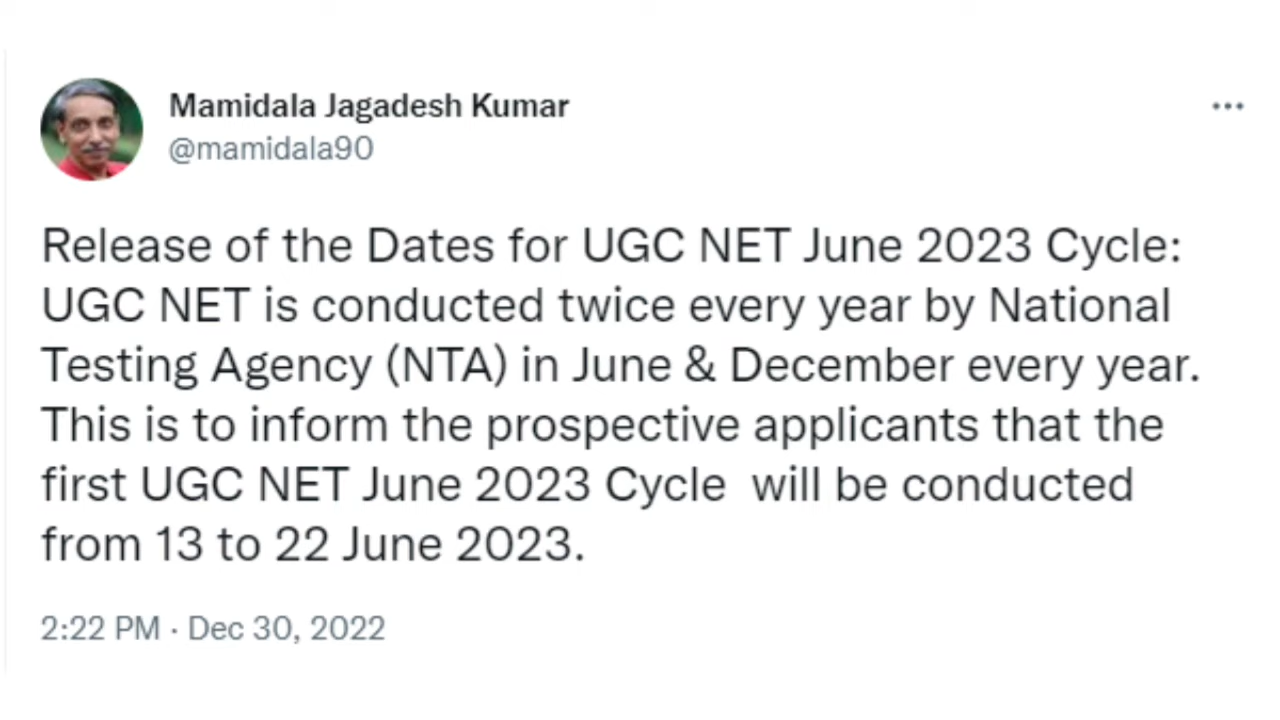 Mamidala Jagadesh Kumar
@mamidala90
Release of the Dates for UGC NET June 2023 Cycle:
UGC NET is conducted twice every year by National
Testing Agency (NTA) in June & December every year.
This is to inform the prospective applicants that the
first UGC NET June 2023 Cycle  will be conducted
from 13 to 22 June 2023.
2:22 PM · Dec 30, 2022